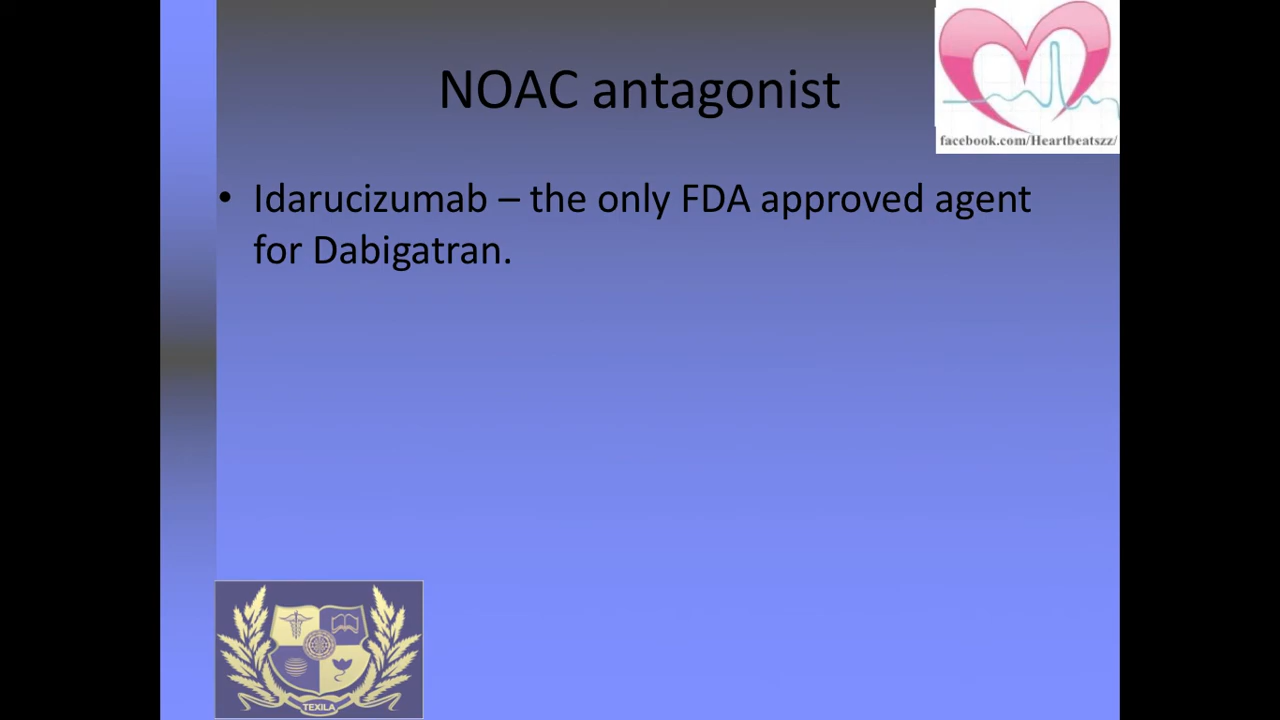 NOAC antagonist
facebook.com/Heartbeatszz/
• Idarucizumab – the only FDA approved agent
for Dabigatran.
TEXILA